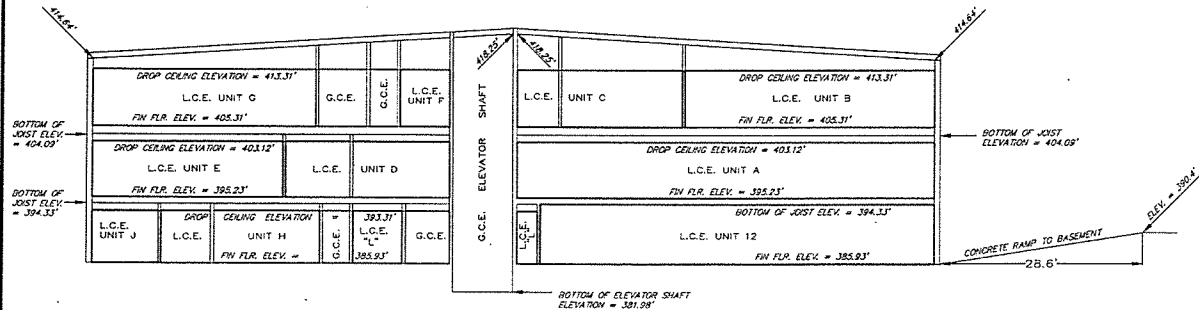 414.64'
414.64'
418.25'
418.25'
DROP CEILING ELEVATION = 413.31'
L.C.E. UNIT G
FIN FLR. ELEV. = 405.31'
G.C.E.
G.C.E.
L.C.E.
UNIT F
L.C.E.
UNIT C
DROP CEILING ELEVATION = 413.31'
L.C.E. UNIT B
FIN FLR. ELEV. = 405.31'
BOTTOM OF
JOIST ELEV.
= 404.09'
BOTTOM OF JOIST
ELEVATION = 404.09'
DROP CEILING ELEVATION = 403.12'
L.C.E. UNIT E
FIN FLR. ELEV. = 395.23'
L.C.E.
UNIT D
G.C.E. ELEVATOR SHAFT
DROP CEILING ELEVATION = 403.12'
L.C.E. UNIT A
FIN FLR. ELEV. = 395.23'
BOTTOM OF
JOIST ELEV.
= 394.33'
L.C.E.
UNIT J
DROP CEILING ELEVATION = 393.31'
L.C.E.
UNIT H
FIN FLR. ELEV. = 385.93'
G.C.E.
L.C.E.
"L"
G.C.E.
L.C.E.
"L"
BOTTOM OF JOIST ELEV. = 394.33'
L.C.E. UNIT 12
FIN FLR. ELEV. = 385.93'
ELEV. = 390.4'
CONCRETE RAMP TO BASEMENT
28.6'
BOTTOM OF ELEVATOR SHAFT
ELEVATION = 381.98'